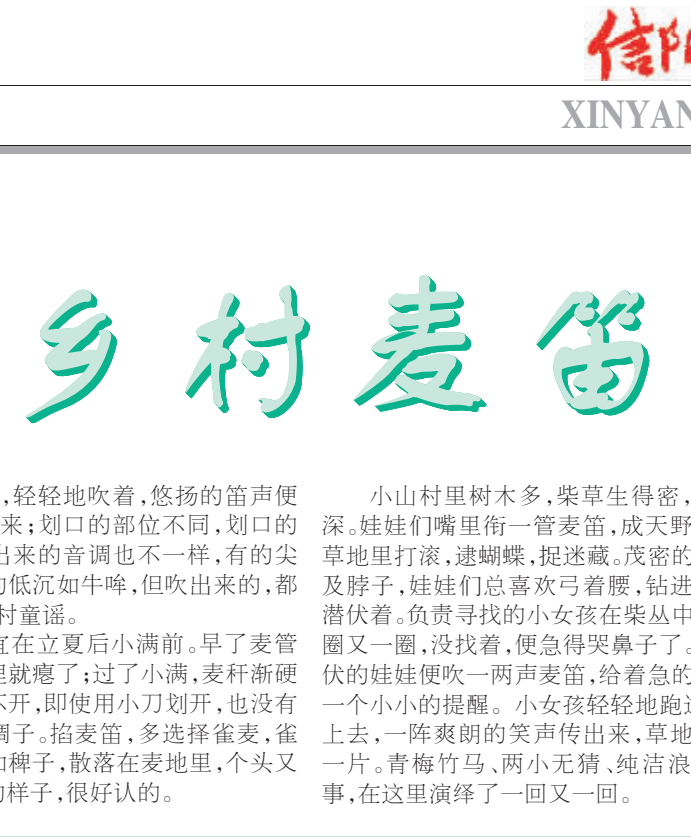 信阳
XINYAN
乡村麦笛
,轻轻地吹着,悠扬的笛声便
来;划口的部位不同,划口的
出来的音调也不一样,有的尖
的低沉如牛哞,但吹出来的,都
村童谣。
宜在立夏后小满前。早了麦管
里就瘪了;过了小满,麦秆渐硬
不开,即使用小刀划开,也没有
调子。掐麦笛,多选择雀麦,雀
如稗子,散落在麦地里,个头又
的样子,很好认的。
小山村里树木多,柴草生得密,
深。娃娃们嘴里衔一管麦笛,成天野
草地里打滚,逮蝴蝶,捉迷藏。茂密的
及脖子,娃娃们总喜欢弓着腰,钻进
潜伏着。负责寻找的小女孩在柴丛中
圈又一圈,没找着,便急得哭鼻子了。
伏的娃娃便吹一两声麦笛,给着急的
一个小小的提醒。小女孩轻轻地跑过
上去,一阵爽朗的笑声传出来,草地
一片。青梅竹马、两小无猜、纯洁浪
事,在这里演绎了一回又一回。